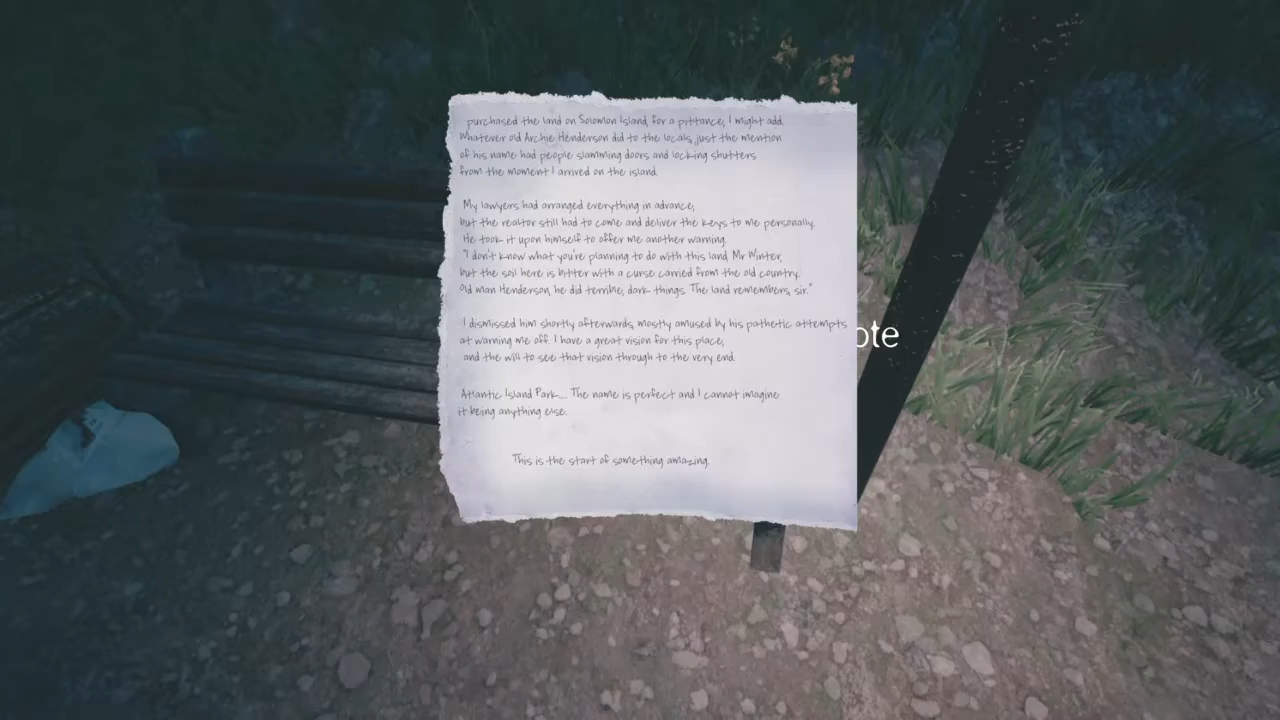 purchased the land on Solomon Island, for a pittance, I might add.
Whatever old Archie Henderson did to the locals, just the mention
of his name had people slamming doors and locking shutters
from the moment I arrived on the island.
My lawyers had arranged everything in advance,
but the realtor still had to come and deliver the keys to me personally.
He took it upon himself to offer me another warning.
"I don't know what you're planning to do with this land, Mr Winter,
but the soil here is bitter with a curse carried from the old country.
Old man Henderson, he did terrible, dark things. The land remembers, sir."
I dismissed him shortly afterwards, mostly amused by his pathetic attempts
at warning me off. I have a great vision for this place,
and the will to see that vision through to the very end.
Atlantic Island Park.... The name is perfect and I cannot imagine
it being anything else.
This is the start of something amazing.
ote